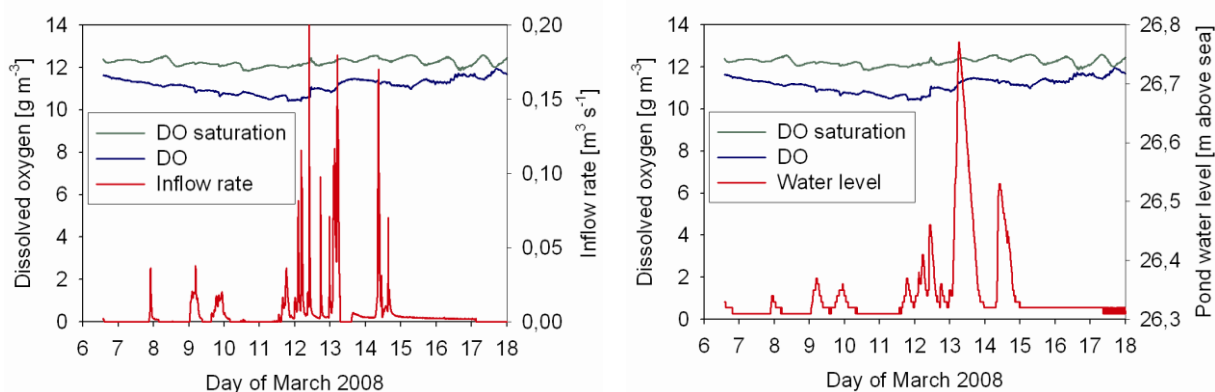 Dissolved oxygen [g m-3]
14
12
10
8
6
4
2
0
DO saturation
DO
Inflow rate
0,20
0,15
0,10
0,05
0,00
Inflow rate [m3 s-1]
6 7 8 9 10 11 12 13 14 15 16 17 18
Day of March 2008
Dissolved oxygen [g m-3]
14
12
10
8
6
4
2
0
DO saturation
DO
Water level
26,8
26,7
26,6
26,5
26,4
26,3
Pond water level [m above sea]
6 7 8 9 10 11 12 13 14 15 16 17 18
Day of March 2008